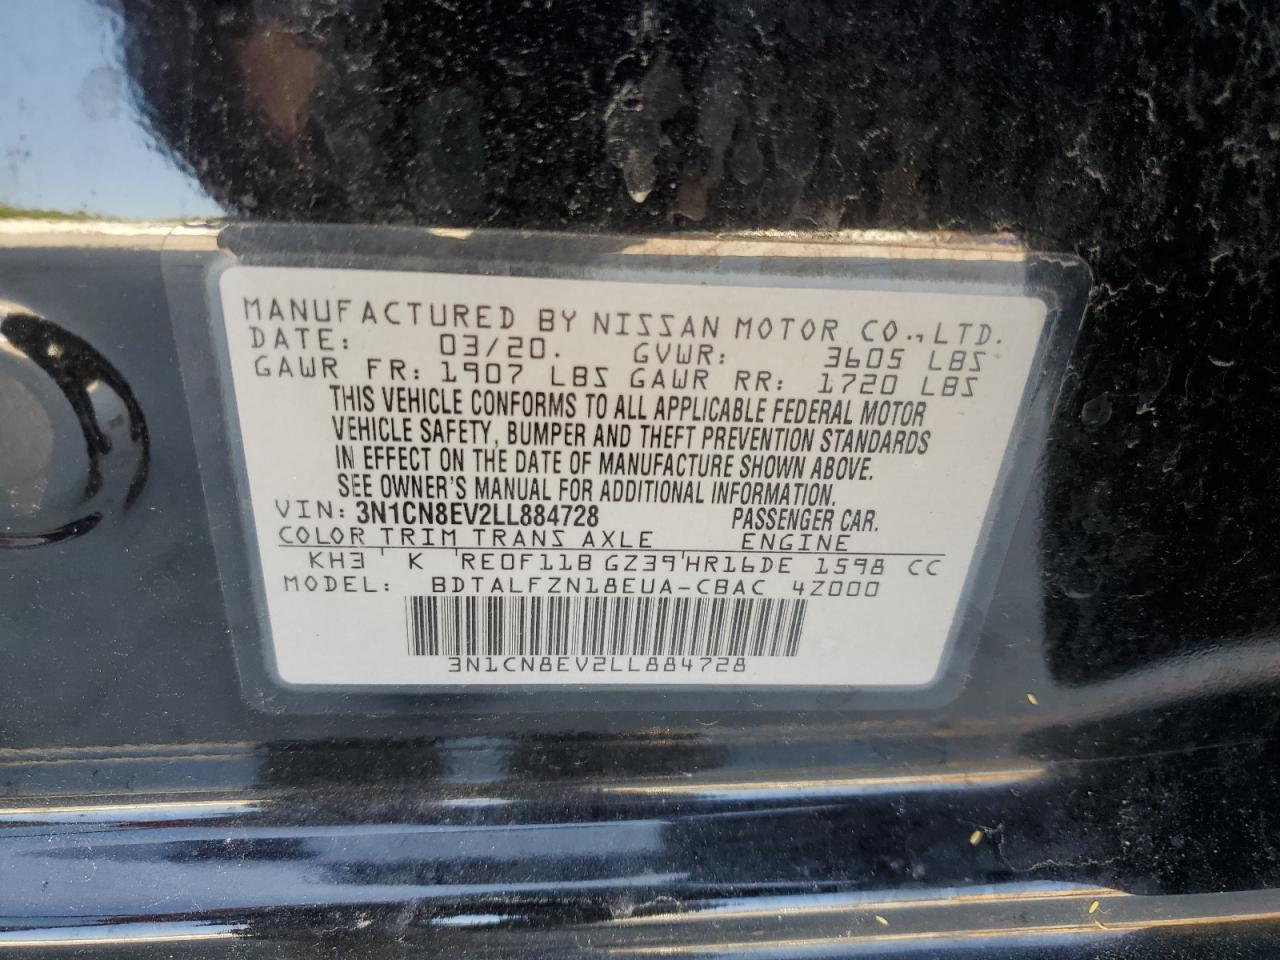 MANUFACTURED BY NISSAN MOTOR CO., LTD.
DATE: 03/20. GVWR: 3605 LBS
GAWR FR: 1907 LBS GAWR RR: 1720 LBS
THIS VEHICLE CONFORMS TO ALL APPLICABLE FEDERAL MOTOR
VEHICLE SAFETY, BUMPER AND THEFT PREVENTION STANDARDS
IN EFFECT ON THE DATE OF MANUFACTURE SHOWN ABOVE.
SEE OWNER'S MANUAL FOR ADDITIONAL INFORMATION.
VIN: 3N1CN8EV2LL884728 PASSENGER CAR.
COLOR TRIM TRANS AXLE ENGINE
KH3 K RE0F11B GZ39 HR16DE 1598 CC
MODEL: BDTALFZN18EUA-CBAC 4Z000
3N1CN8EV2LL884728